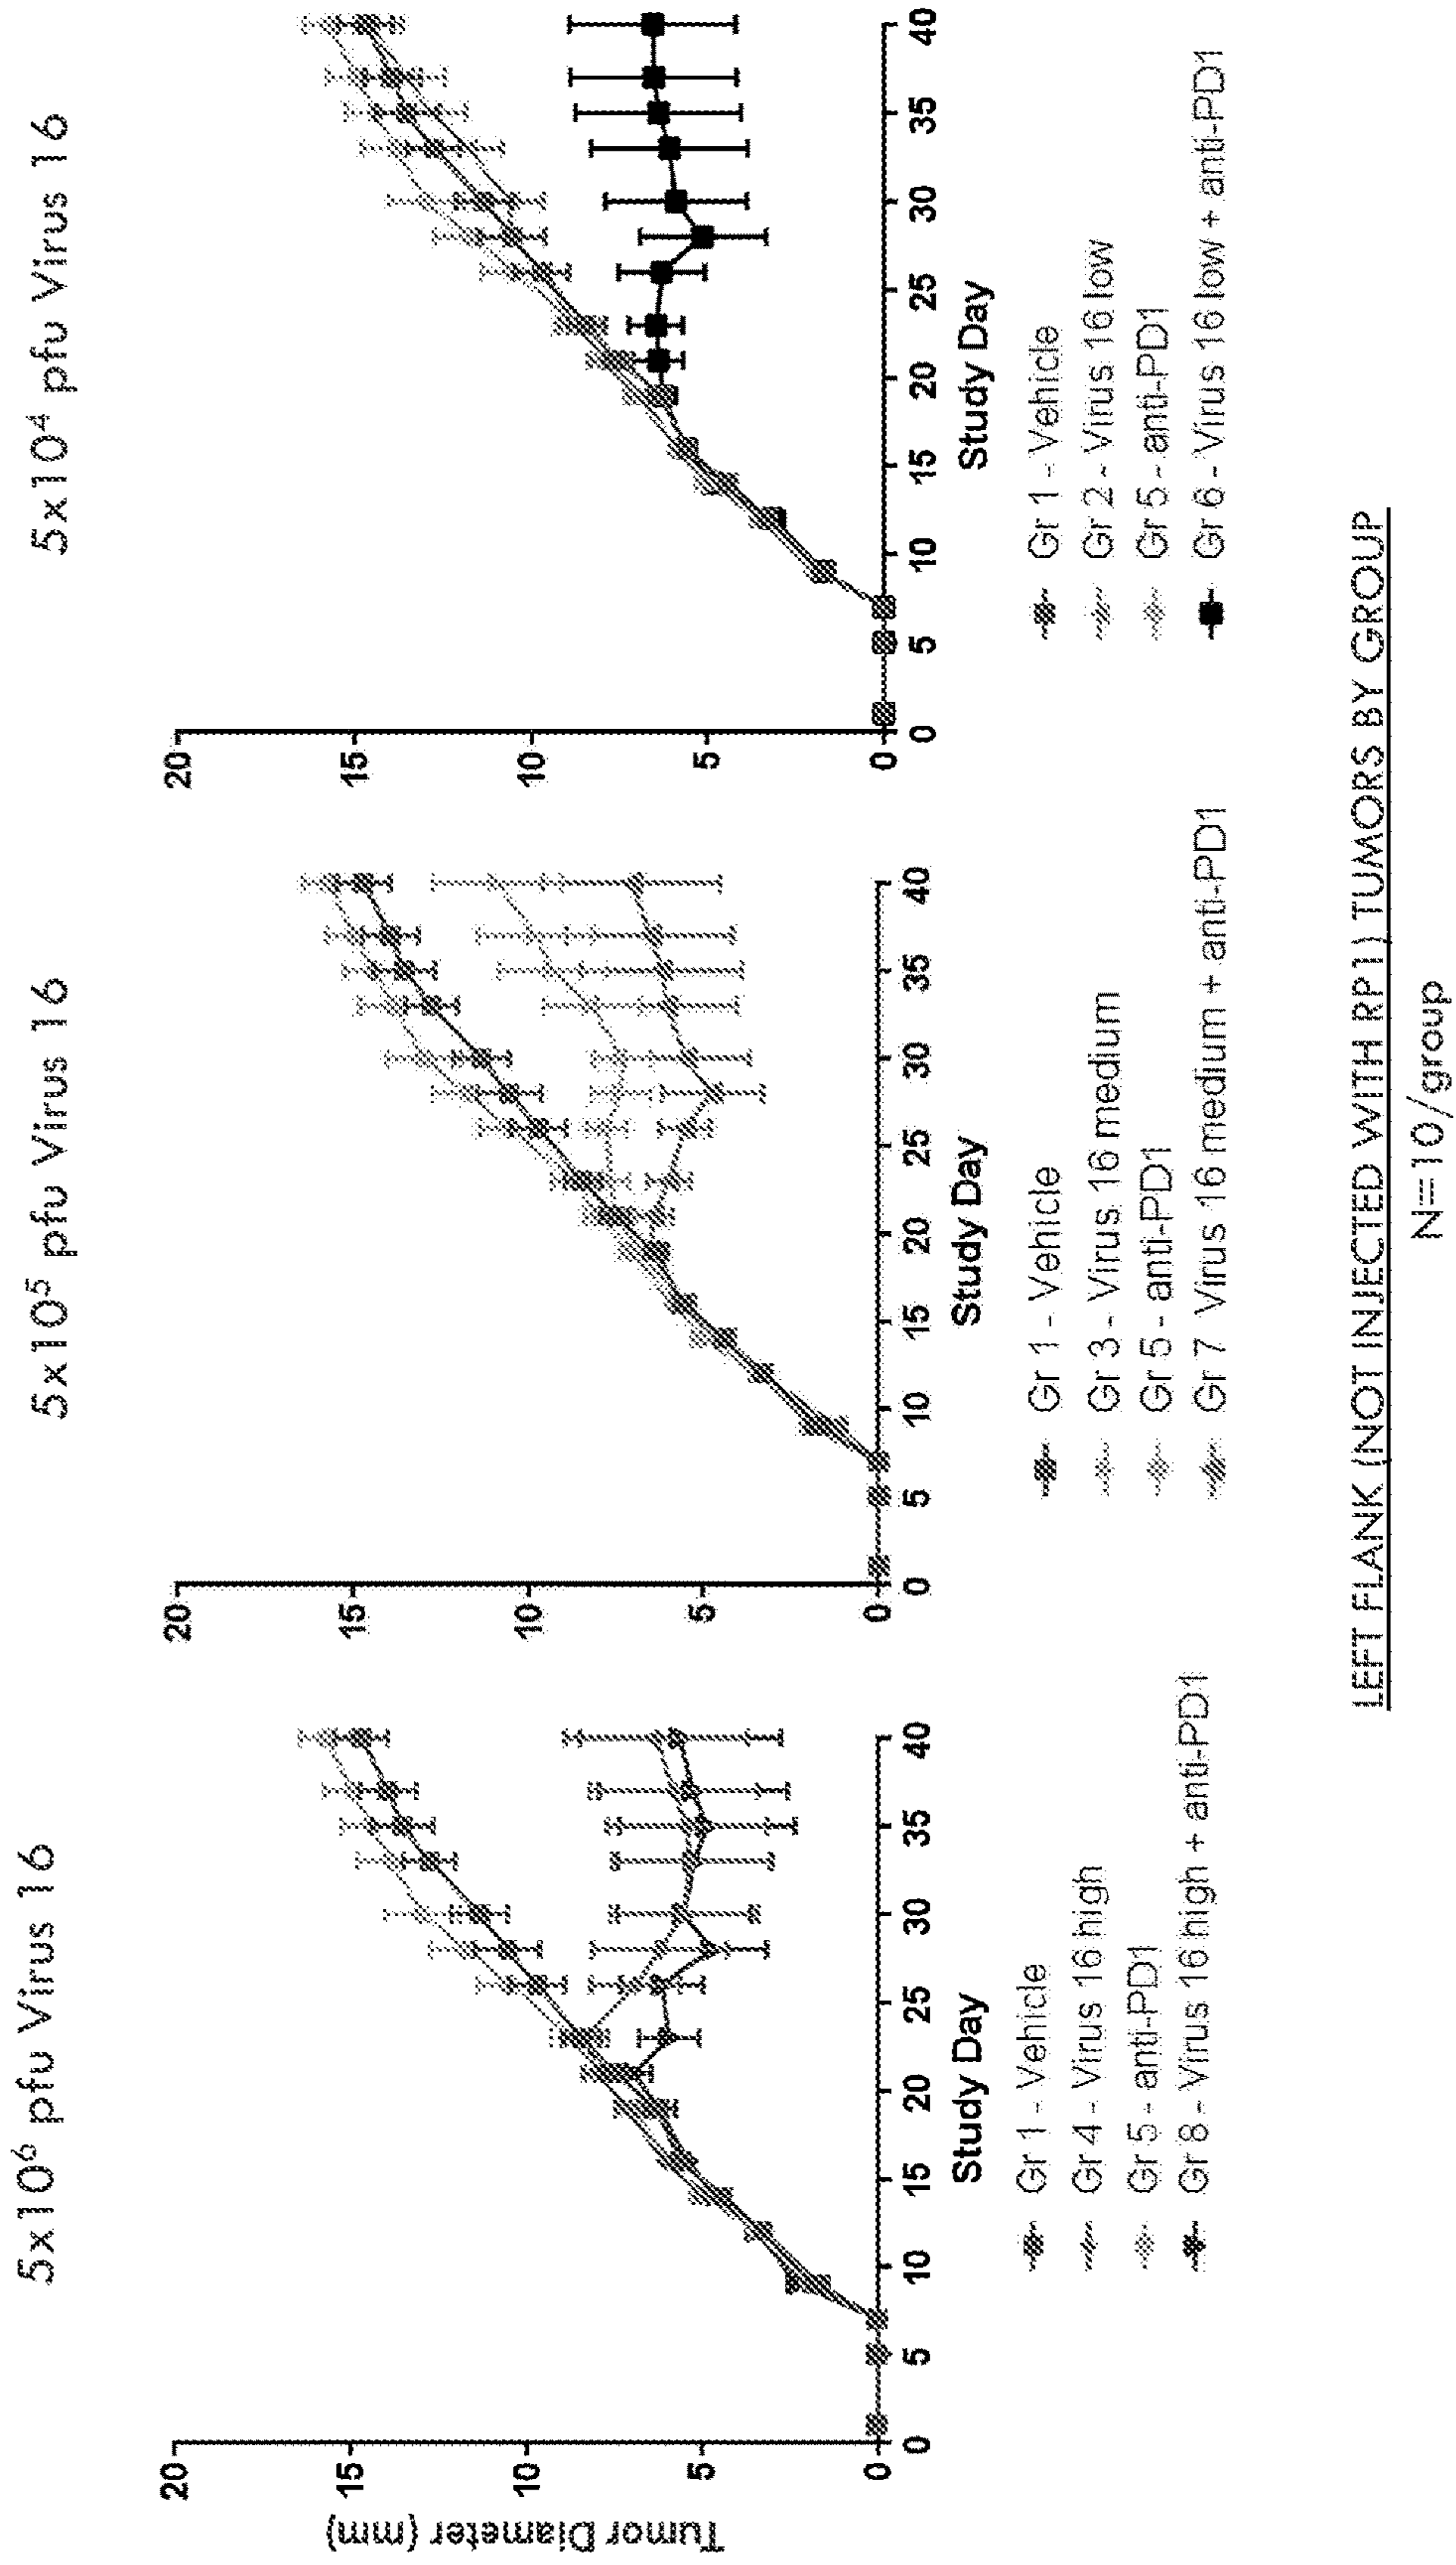 5x10⁶ pfu Virus 16
Tumor Diameter (mm)
20
15
10
5
0
0 5 10 15 20 25 30 35 40
Study Day
Gr 1 - Vehicle
Gr 4 - Virus 16 high
Gr 5 - anti-PD1
Gr 8 - Virus 16 high + anti-PD1
5x10⁵ pfu Virus 16
20
15
10
5
0
0 5 10 15 20 25 30 35 40
Study Day
Gr 1 - Vehicle
Gr 3 - Virus 16 medium
Gr 5 - anti-PD1
Gr 7 Virus 16 medium + anti-PD1
5x10⁴ pfu Virus 16
20
15
10
5
0
0 5 10 15 20 25 30 35 40
Study Day
Gr 1 - Vehicle
Gr 2 - Virus 16 low
Gr 5 - anti-PD1
Gr 6 - Virus 16 low + anti-PD1
LEFT FLANK (NOT INJECTED WITH RP1) TUMORS BY GROUP
N=10/group